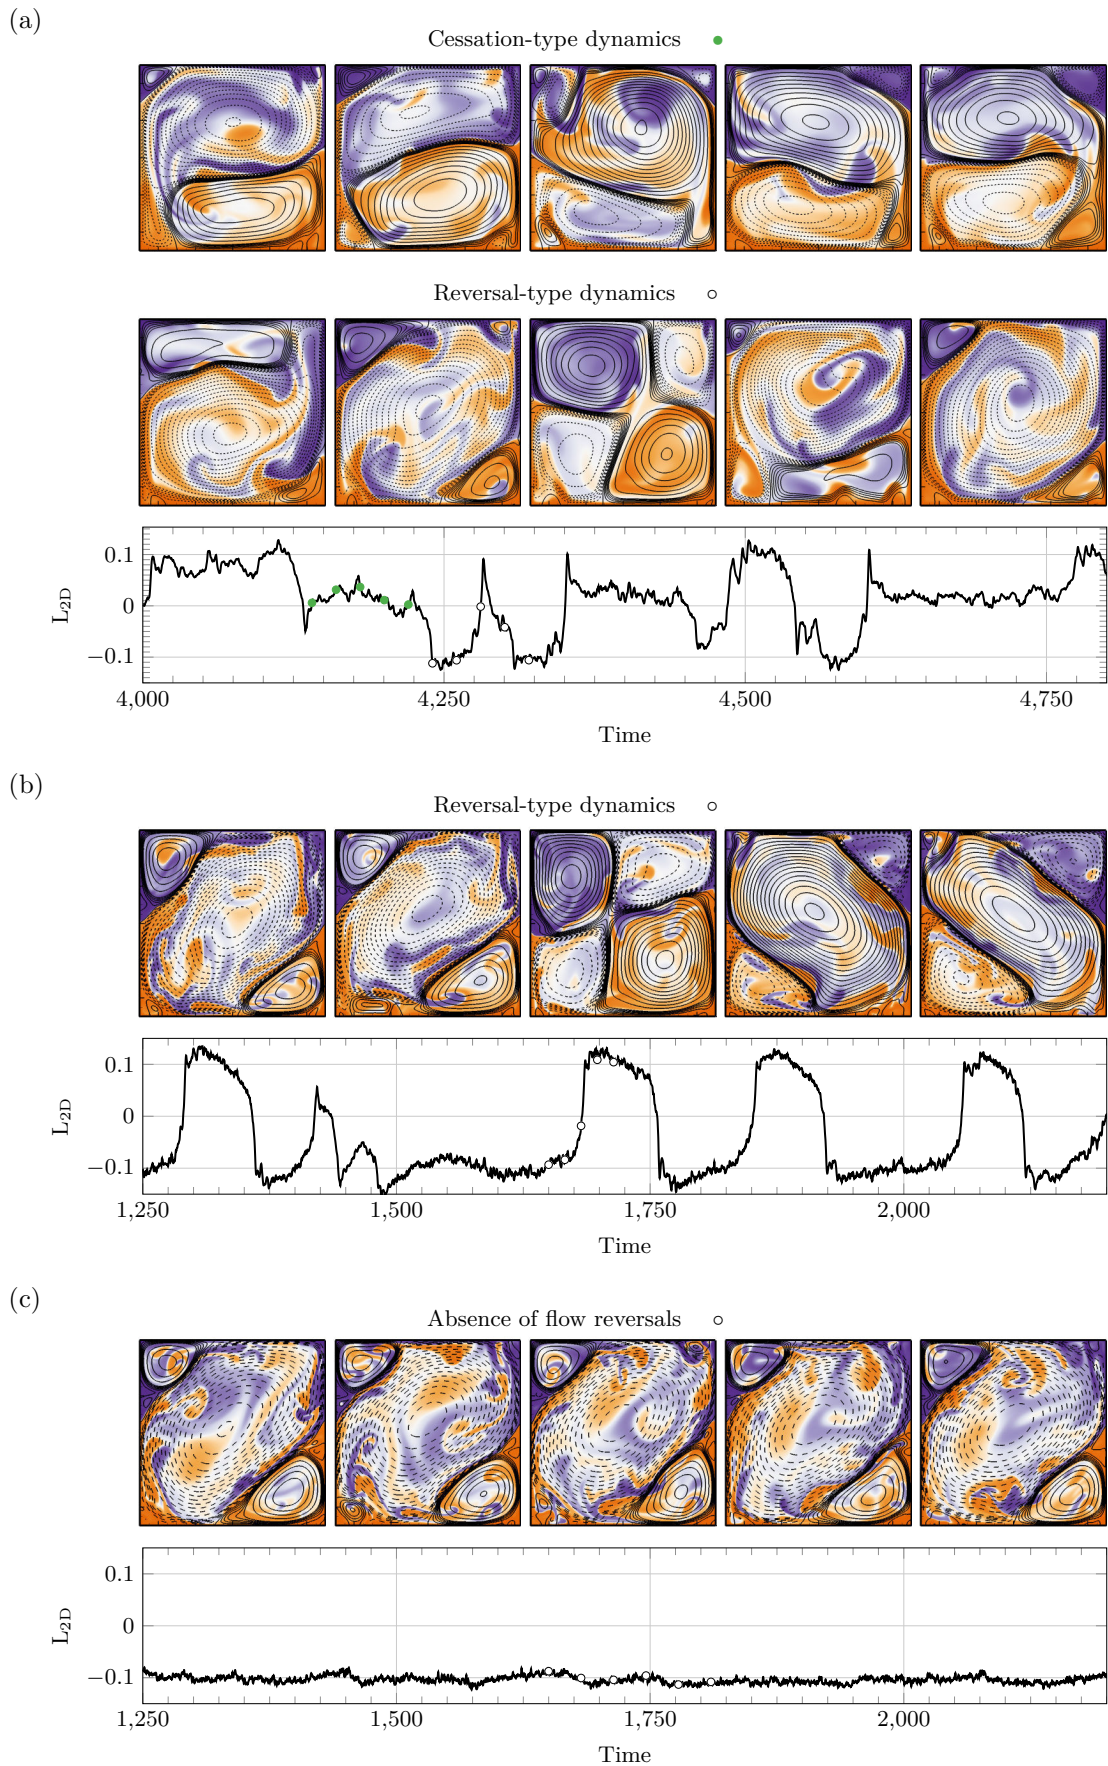 (a)
Cessation-type dynamics
Reversal-type dynamics
0.1
0
−0.1
L2D
4,000
4,250
4,500
4,750
Time
(b)
Reversal-type dynamics
0.1
0
−0.1
L2D
1,250
1,500
1,750
2,000
Time
(c)
Absence of flow reversals
0.1
0
−0.1
L2D
1,250
1,500
1,750
2,000
Time